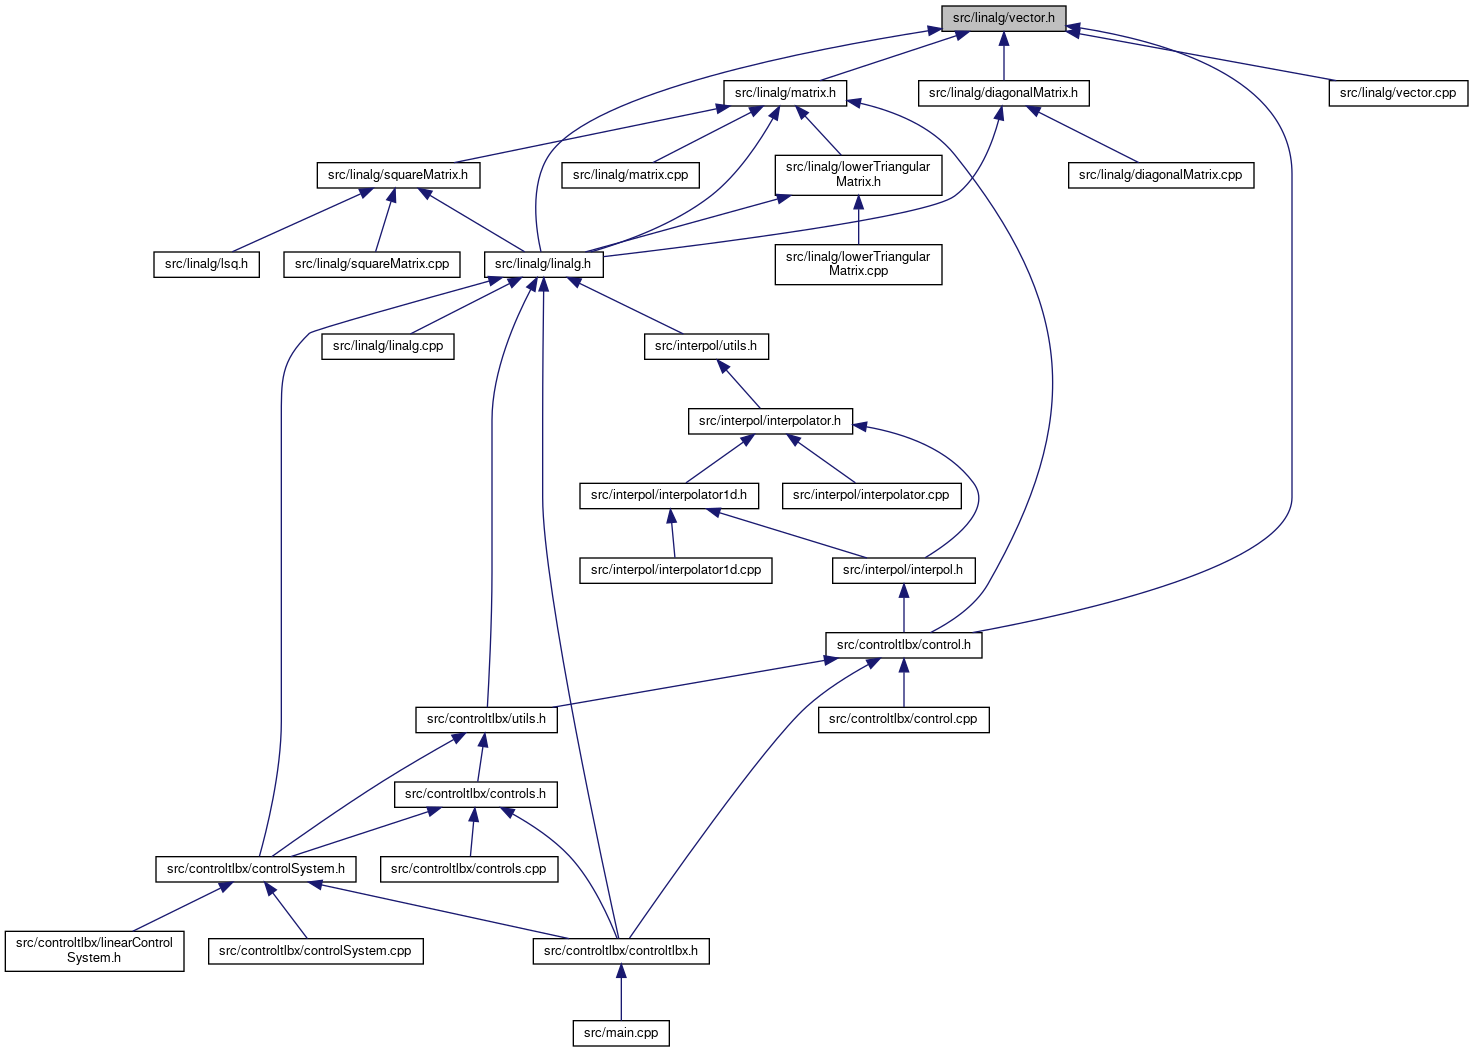 src/linalg/vector.h
src/linalg/matrix.h
src/linalg/diagonalMatrix.h
src/linalg/vector.cpp
src/linalg/squareMatrix.h
src/linalg/matrix.cpp
src/linalg/lowerTriangular
Matrix.h
src/linalg/diagonalMatrix.cpp
src/linalg/lsq.h
src/linalg/squareMatrix.cpp
src/linalg/linalg.h
src/linalg/lowerTriangular
Matrix.cpp
src/linalg/linalg.cpp
src/interpol/utils.h
src/interpol/interpolator.h
src/interpol/interpolator1d.h
src/interpol/interpolator.cpp
src/interpol/interpolator1d.cpp
src/interpol/interpol.h
src/controltlbx/control.h
src/controltlbx/utils.h
src/controltlbx/control.cpp
src/controltlbx/controls.h
src/controltlbx/controlSystem.h
src/controltlbx/controls.cpp
src/controltlbx/linearControl
System.h
src/controltlbx/controlSystem.cpp
src/controltlbx/controltlbx.h
src/main.cpp